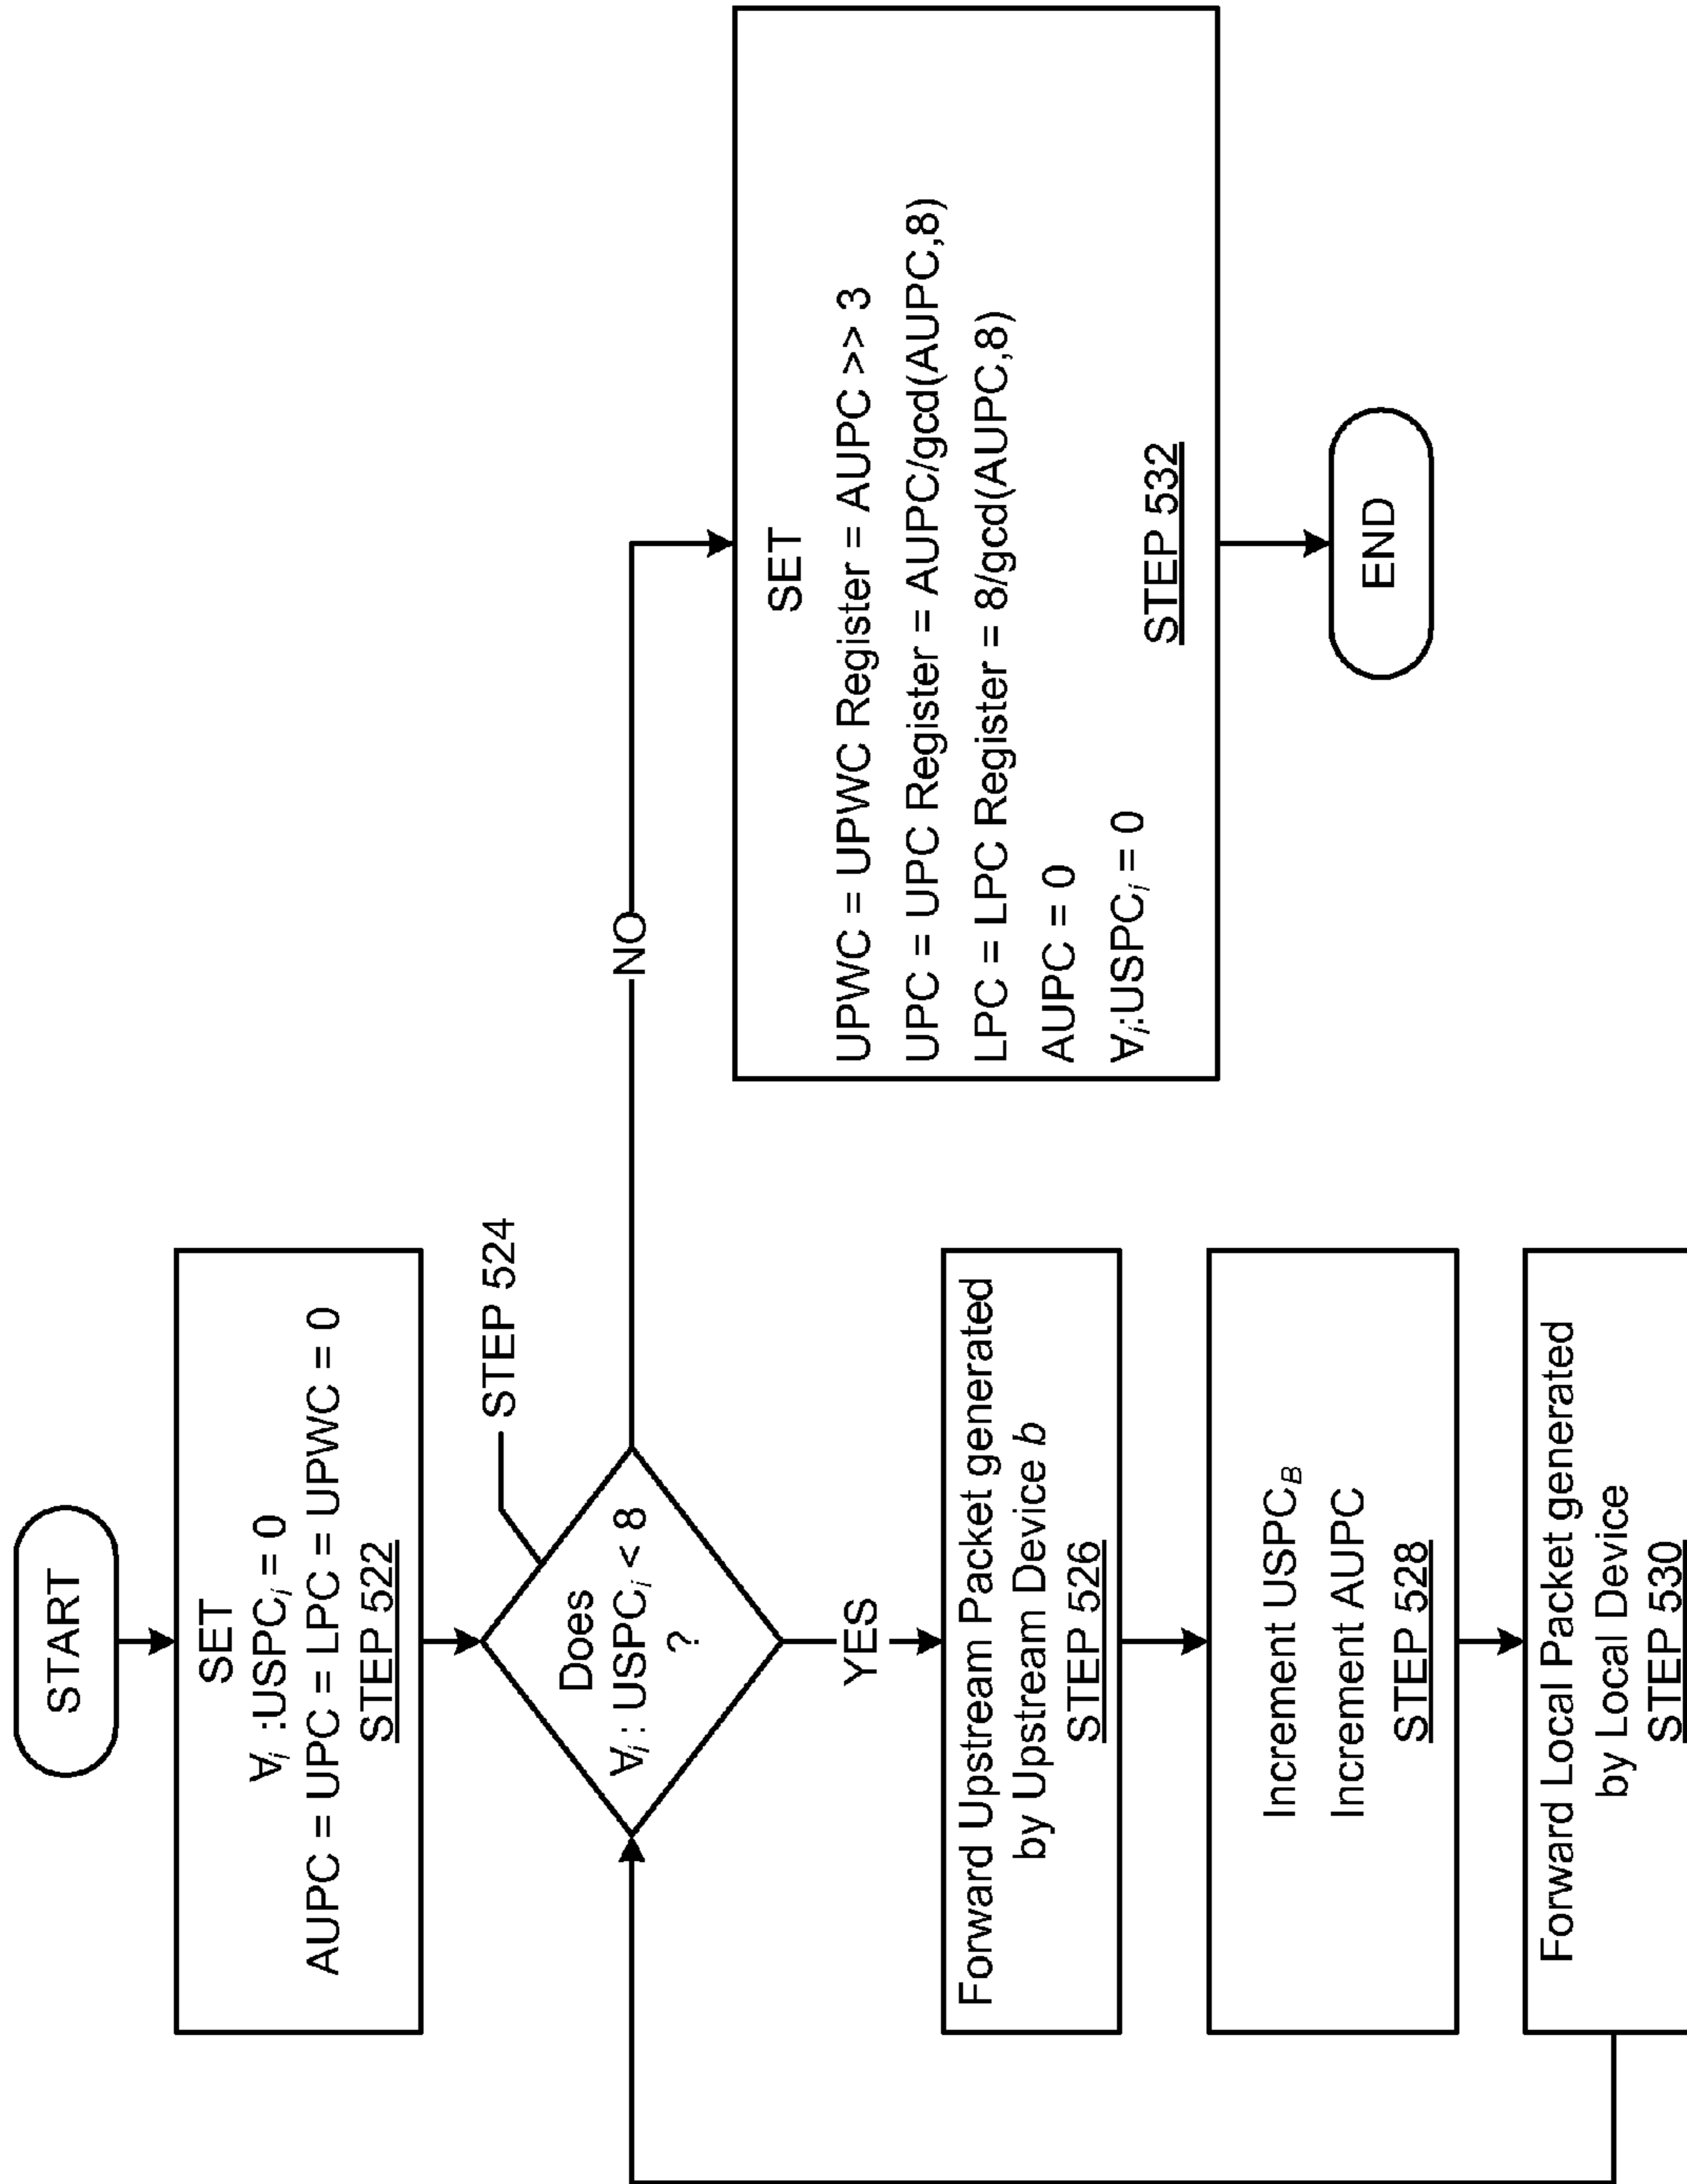 START
SET
∀i :USPCi = 0
AUPC = UPC = LPC = UPWC = 0
STEP 522
STEP 524
Does
∀i : USPCi < 8
?
YES
NO
Forward Upstream Packet generated
by Upstream Device b
STEP 526
Increment USPCB
Increment AUPC
STEP 528
Forward Local Packet generated
by Local Device
STEP 530
SET
UPWC = UPWC Register = AUPC >> 3
UPC = UPC Register = AUPC/gcd(AUPC,8)
LPC = LPC Register = 8/gcd(AUPC,8)
AUPC = 0
∀i:USPCi = 0
STEP 532
END